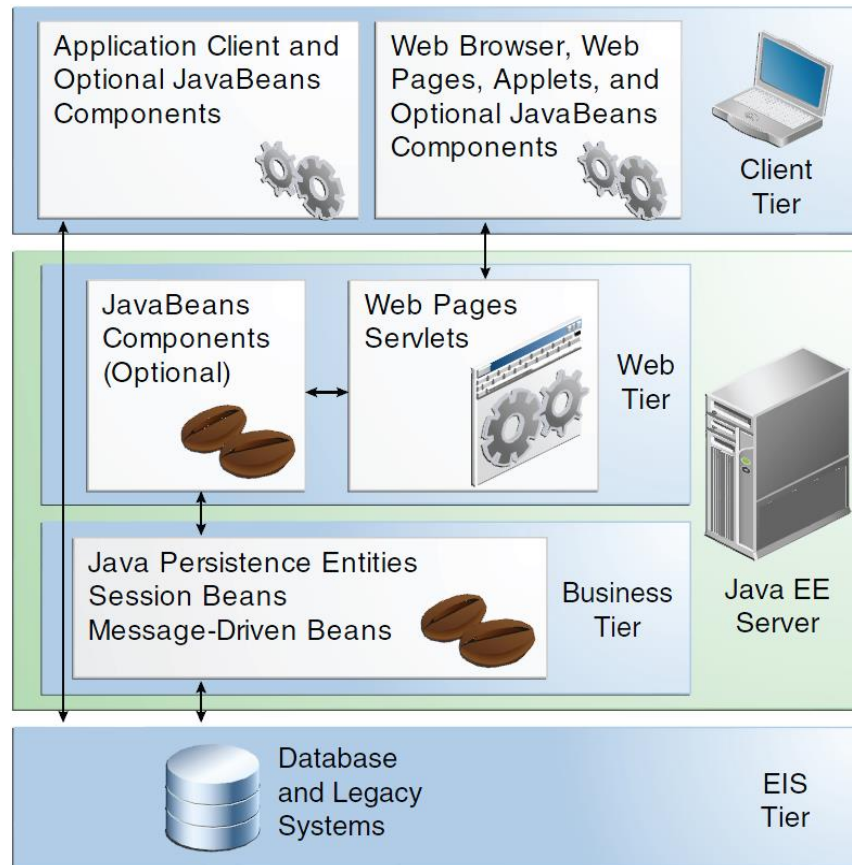 Application Client and
Optional JavaBeans
Components
Web Browser, Web
Pages, Applets, and
Optional JavaBeans
Components
Client
Tier
JavaBeans
Components
(Optional)
Web Pages
Servlets
Web
Tier
Java Persistence Entities
Session Beans
Message-Driven Beans
Business
Tier
Java EE
Server
Database
and Legacy
Systems
EIS
Tier